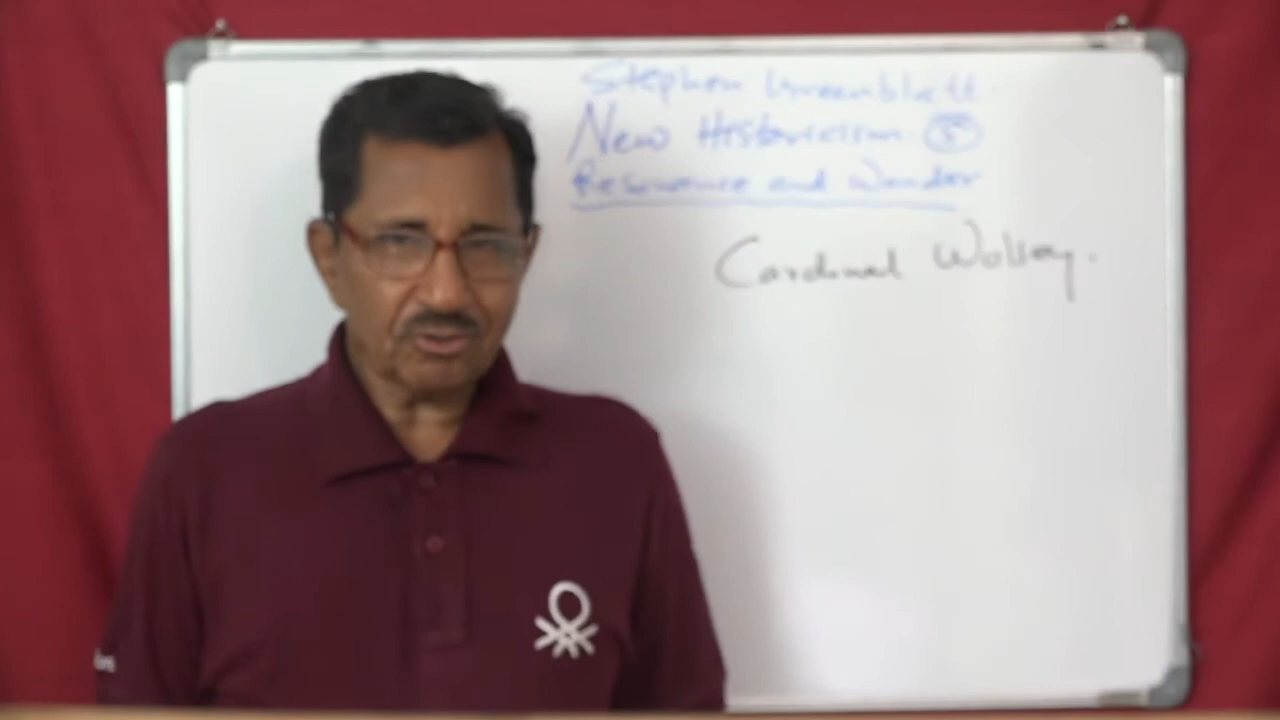 Stephen Greenblatt.
New Historicism (5)
Resonance and Wonder
Cardinal Wolsey.